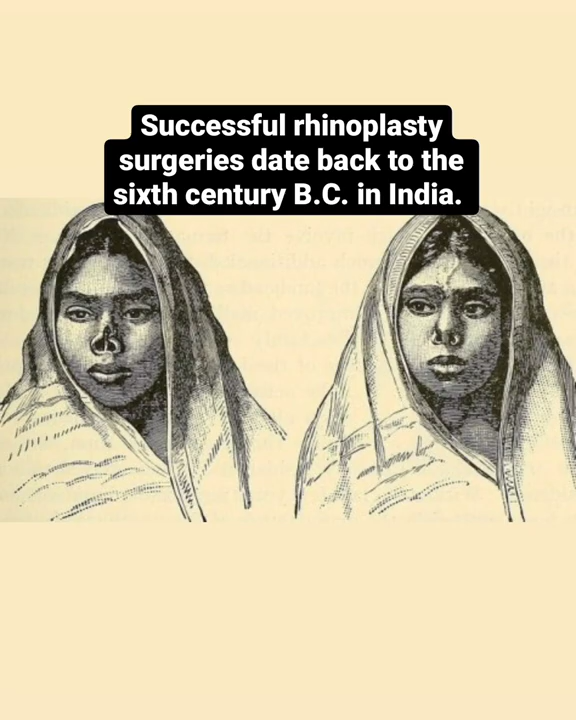 Successful rhinoplasty
surgeries date back to the
sixth century B.C. in India.